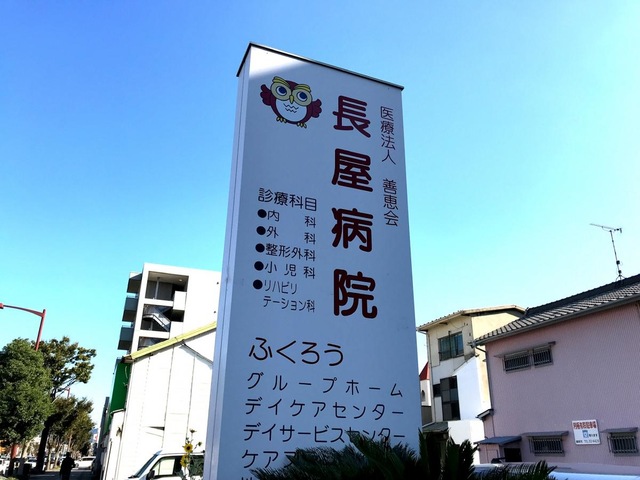 医療法人 善恵会
長屋病院
診療科目
●内科
●外科
●整形外科
●小児科
●リハビリ
テーション科
ふくろう
グループホーム
デイケアセンター
デイサービスセンター